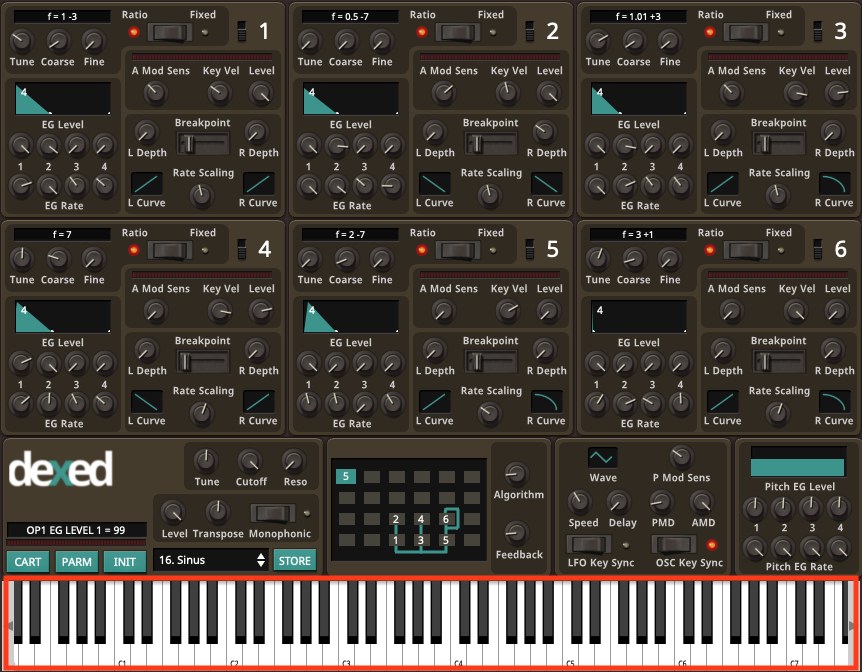 f = 1 -3
Ratio Fixed
1
Tune Coarse Fine
A Mod Sens Key Vel Level
4
EG Level
Breakpoint
L Depth R Depth
1 2 3 4
Rate Scaling
EG Rate
L Curve R Curve
f = 0.5 -7
Ratio Fixed
2
Tune Coarse Fine
A Mod Sens Key Vel Level
4
EG Level
Breakpoint
L Depth R Depth
1 2 3 4
Rate Scaling
EG Rate
L Curve R Curve
f = 1.01 +3
Ratio Fixed
3
Tune Coarse Fine
A Mod Sens Key Vel Level
4
EG Level
Breakpoint
L Depth R Depth
1 2 3 4
Rate Scaling
EG Rate
L Curve R Curve
f = 7
Ratio Fixed
4
Tune Coarse Fine
A Mod Sens Key Vel Level
4
EG Level
Breakpoint
L Depth R Depth
1 2 3 4
Rate Scaling
EG Rate
L Curve R Curve
f = 2 -7
Ratio Fixed
5
Tune Coarse Fine
A Mod Sens Key Vel Level
4
EG Level
Breakpoint
L Depth R Depth
1 2 3 4
Rate Scaling
EG Rate
L Curve R Curve
f = 3 +1
Ratio Fixed
6
Tune Coarse Fine
A Mod Sens Key Vel Level
4
EG Level
Breakpoint
L Depth R Depth
1 2 3 4
Rate Scaling
EG Rate
L Curve R Curve
dexed
Tune Cutoff Reso
OP1 EG LEVEL 1 = 99
Level Transpose Monophonic
CART PARM INIT
16. Sinus
STORE
5
2 4 6
1 3 5
Algorithm
Feedback
Wave
P Mod Sens
Speed Delay PMD AMD
LFO Key Sync OSC Key Sync
Pitch EG Level
1 2 3 4
Pitch EG Rate
C1 C2 C3 C4 C5 C6 C7